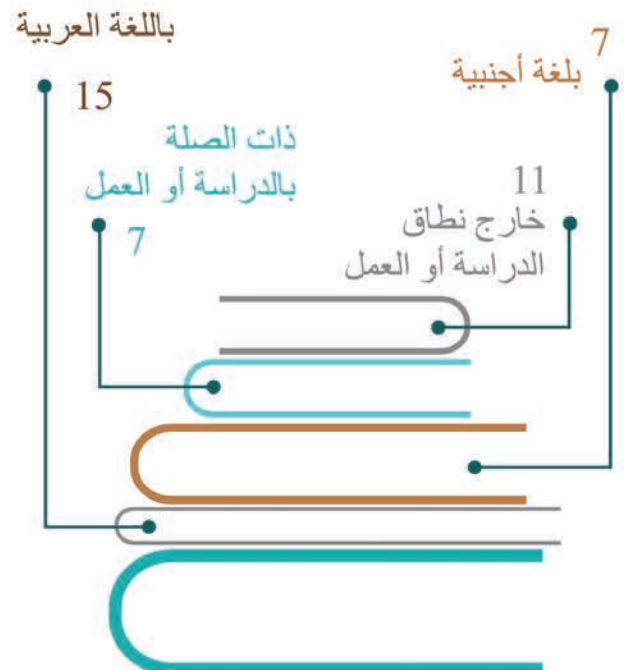 7
بلغة أجنبية
باللغة العربية
15
ذات الصلة
بالدراسة أو العمل
7
11
خارج نطاق
الدراسة أو العمل